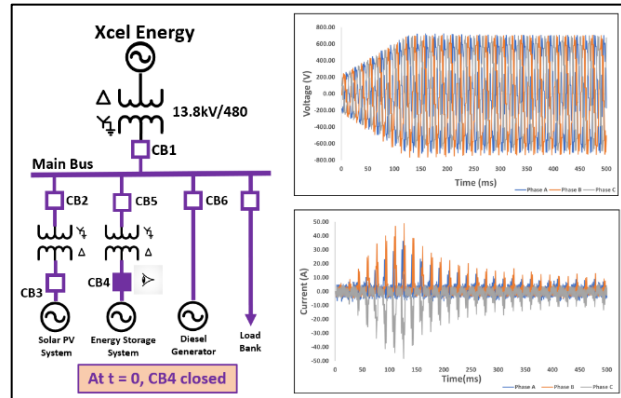 Xcel Energy
Δ
13.8kV/480
CB1
Main Bus
CB2
CB5
CB6
Δ
Δ
CB3
CB4
Solar PV
System
Energy Storage
System
Diesel
Generator
Load
Bank
At t = 0, CB4 closed
Voltage (V)
800.00
600.00
400.00
200.00
0.00
-200.00
-400.00
-600.00
-800.00
0 50 100 150 200 250 300 350 400 450 500
Time (ms)
Phase A Phase B Phase C
Current (A)
50.00
40.00
30.00
20.00
10.00
0.00
-10.00
-20.00
-30.00
-40.00
-50.00
0 50 100 150 200 250 300 350 400 450 500
Time(ms)
Phase A Phase B Phase C